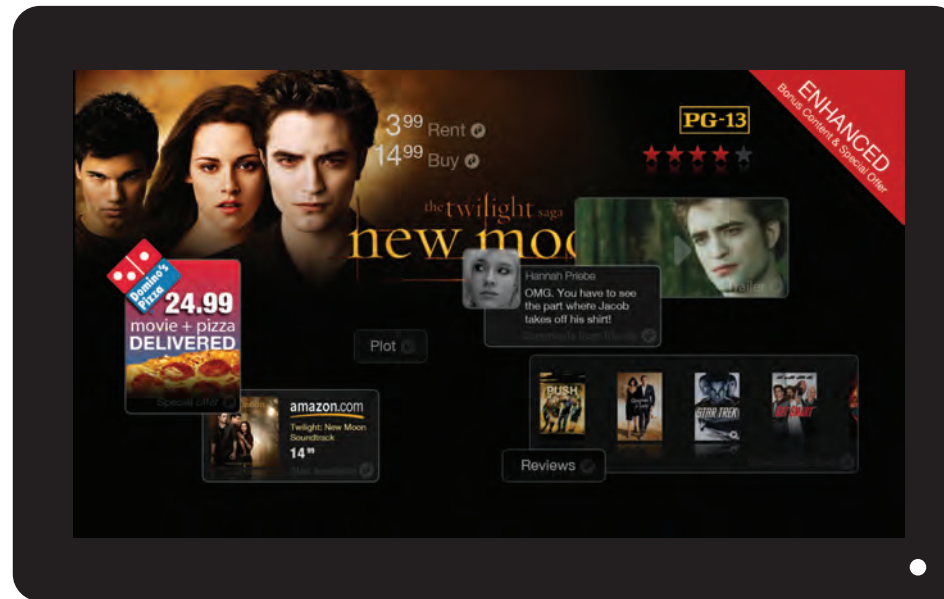 ENHANCED
Bonus Content & Special Offer
3.99 Rent
14.99 Buy
PG-13
the twilight saga
new moo
Trailer
Hannah Priebe
OMG. You have to see
the part where Jacob
takes off his shirt!
Comments from friends
Domino's
Pizza
24.99
movie + pizza
DELIVERED
Special offer
Plot
amazon.com
Twilight: New Moon
Soundtrack
14.99
PUSH
STAR TREK
GET SMART
Reviews